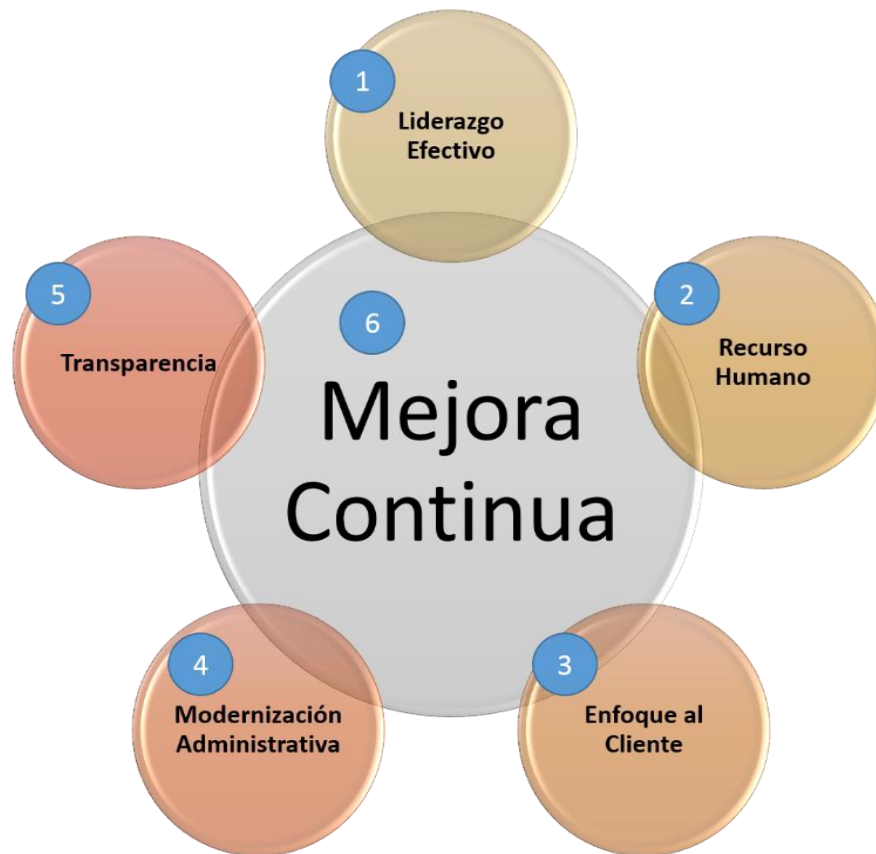 1
Liderazgo
Efectivo
2
Recurso
Humano
3
Enfoque al
Cliente
4
Modernización
Administrativa
5
Transparencia
6
Mejora
Continua